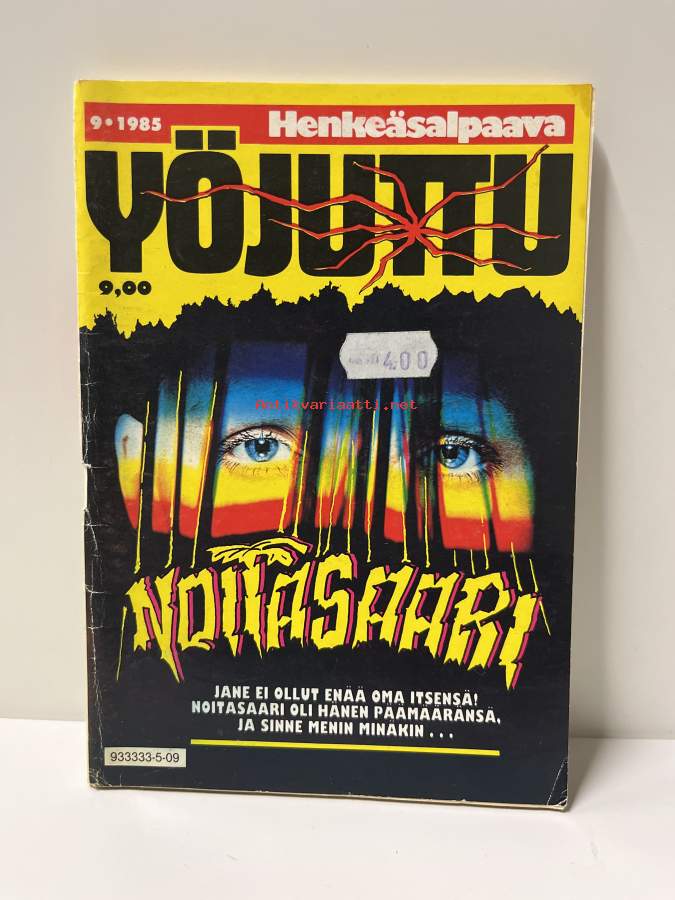 9•1985 Henkeäsalpaava
YÖJUTTU
9,00
400
Antikvariaatti.net
NOITASAARI
JANE EI OLLUT ENÄÄ OMA ITSENSÄ!
NOITASAARI OLI HÄNEN PÄÄMÄÄRÄNSÄ,
JA SINNE MENIN MINÄKIN...
933333-5-09